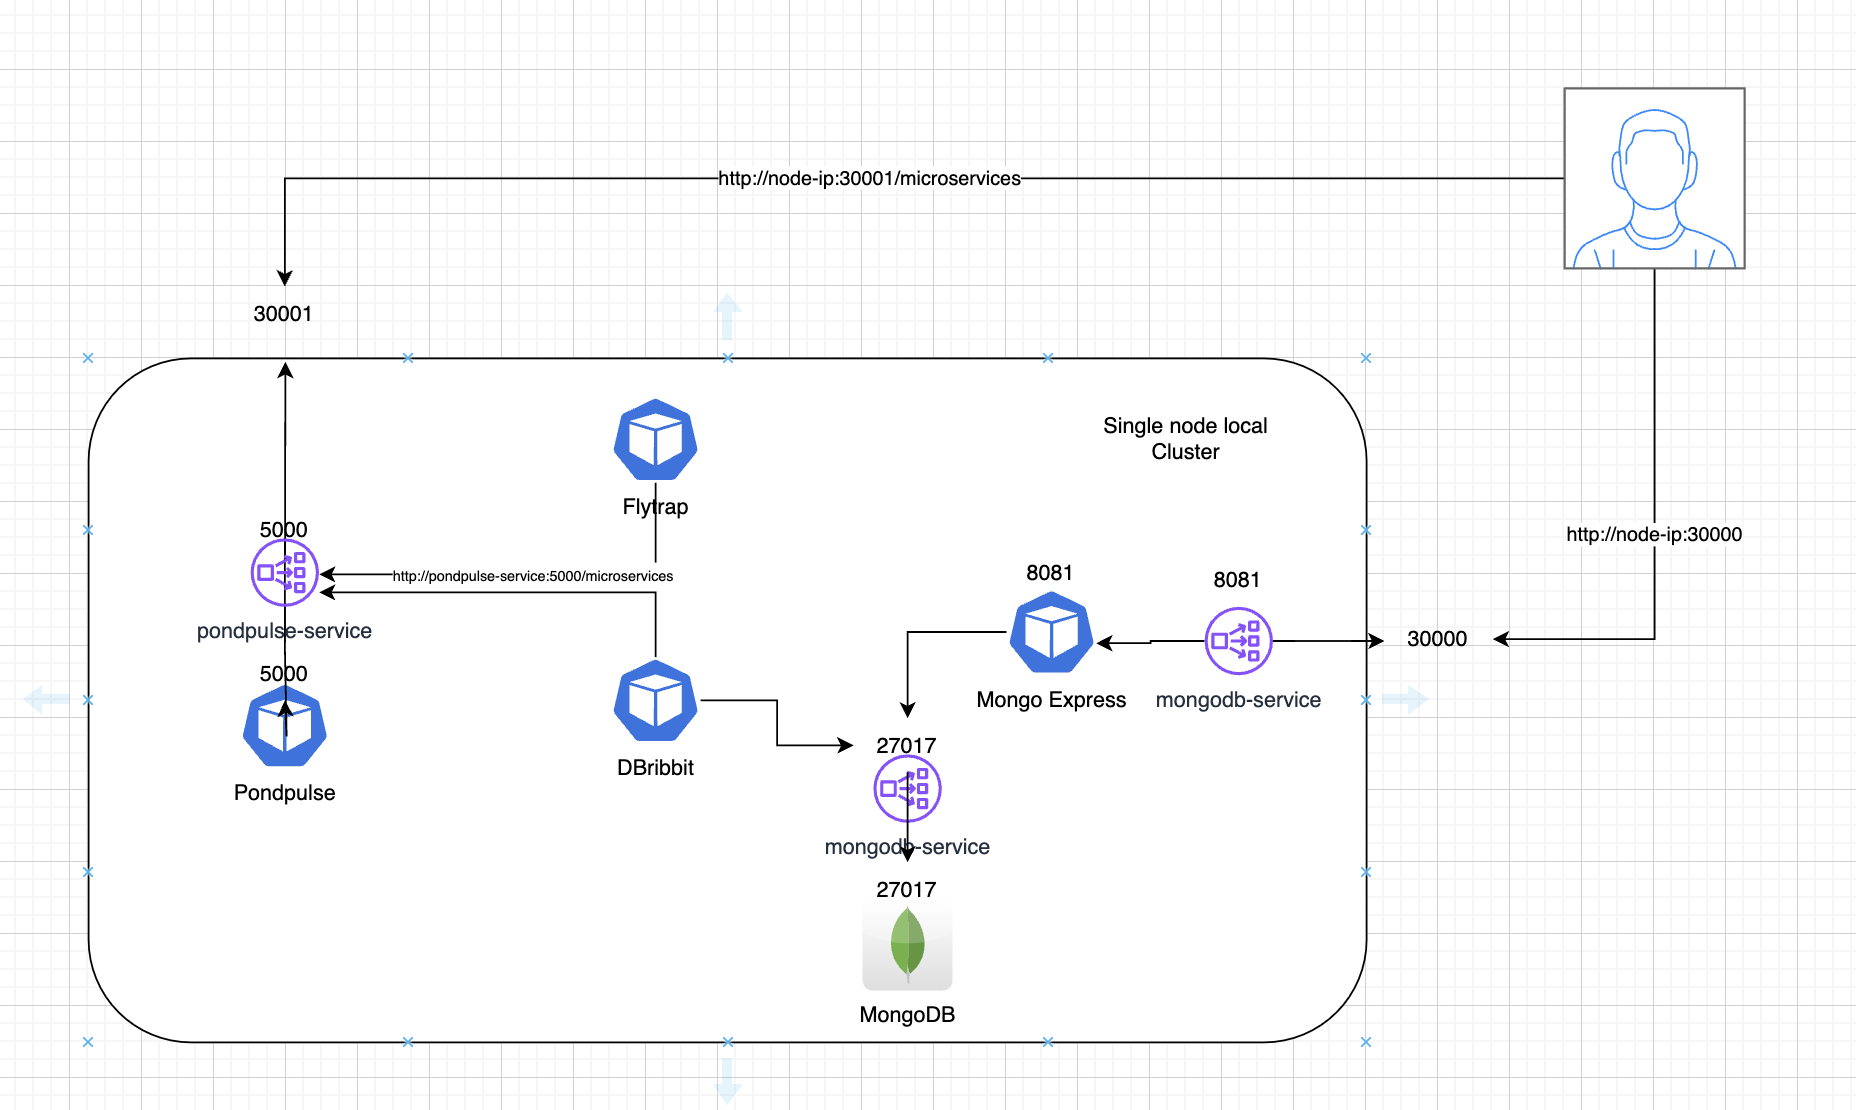 http://node-ip:30001/microservices
30001
Single node local
Cluster
Flytrap
5000
http://node-ip:30000
http://pondpulse-service:5000/microservices
8081
8081
pondpulse-service
30000
5000
Mongo Express
mongodb-service
27017
DBribbit
Pondpulse
mongodb-service
27017
MongoDB